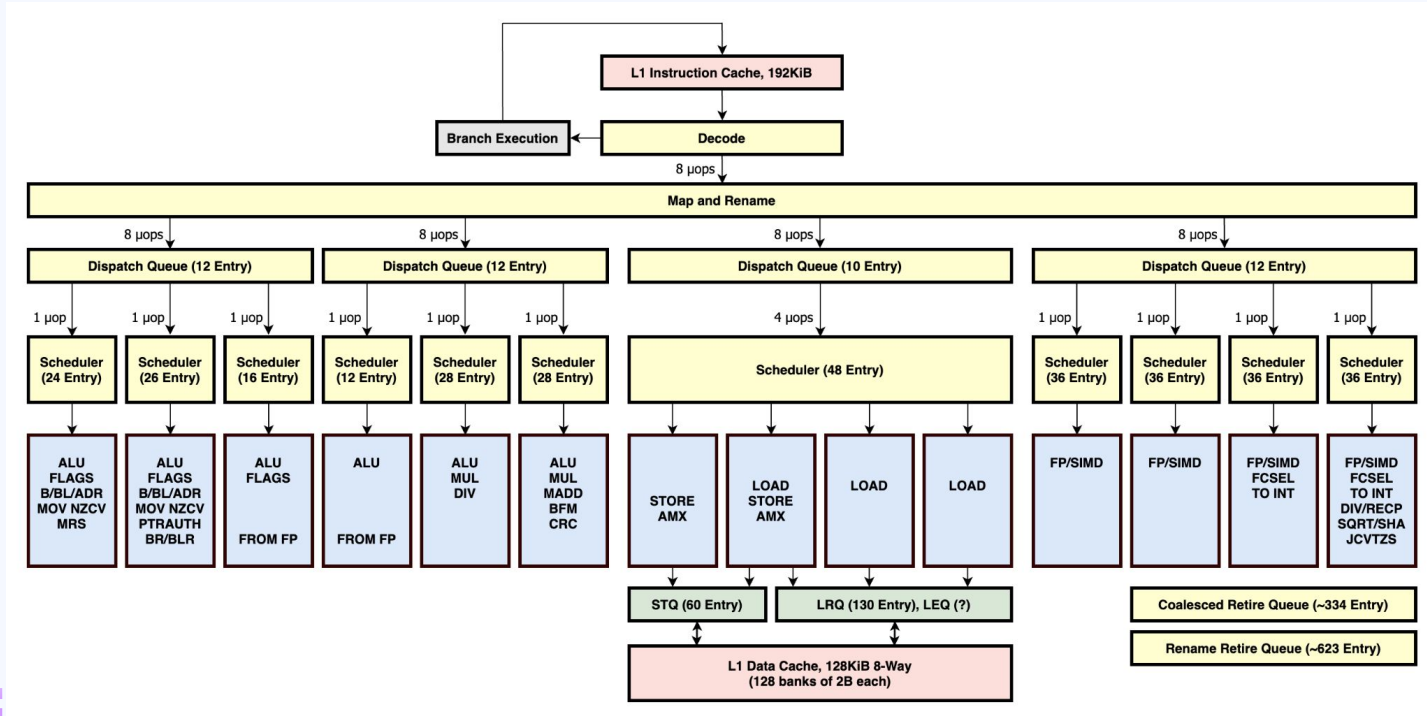 L1 Instruction Cache, 192KiB
Branch Execution
Decode
8 µops
Map and Rename
8 µops
8 µops
8 µops
8 µops
Dispatch Queue (12 Entry)
Dispatch Queue (12 Entry)
Dispatch Queue (10 Entry)
Dispatch Queue (12 Entry)
1 µop
1 µop
1 µop
1 µop
1 µop
1 µop
4 µops
1 µop
1 µop
1 µop
1 µop
Scheduler
(24 Entry)
Scheduler
(26 Entry)
Scheduler
(16 Entry)
Scheduler
(12 Entry)
Scheduler
(28 Entry)
Scheduler
(28 Entry)
Scheduler (48 Entry)
Scheduler
(36 Entry)
Scheduler
(36 Entry)
Scheduler
(36 Entry)
Scheduler
(36 Entry)
ALU
FLAGS
B/BL/ADR
MOV NZCV
MRS
ALU
FLAGS
B/BL/ADR
MOV NZCV
PTRAUTH
BR/BLR
ALU
FLAGS
FROM FP
ALU
FROM FP
ALU
MUL
DIV
ALU
MUL
MADD
BFM
CRC
STORE
AMX
LOAD
STORE
AMX
LOAD
LOAD
FP/SIMD
FP/SIMD
FP/SIMD
FCSEL
TO INT
FP/SIMD
FCSEL
TO INT
DIV/RECP
SQRT/SHA
JCVTZS
STQ (60 Entry)
LRQ (130 Entry), LEQ (?)
Coalesced Retire Queue (~334 Entry)
Rename Retire Queue (~623 Entry)
L1 Data Cache, 128KiB 8-Way
(128 banks of 2B each)